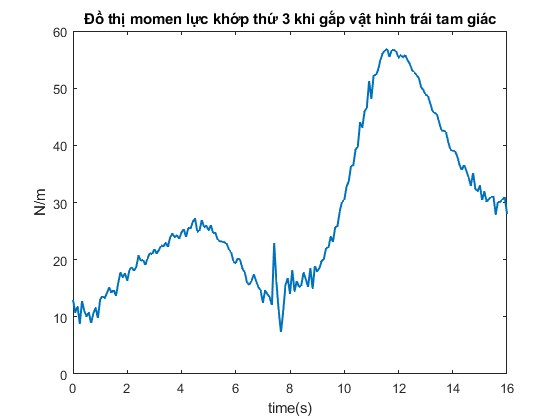 Đồ thị momen lực khớp thứ 3 khi gắp vật hình trái tam giác
60
50
40
30
20
10
0
N/m
0 2 4 6 8 10 12 14 16
time(s)